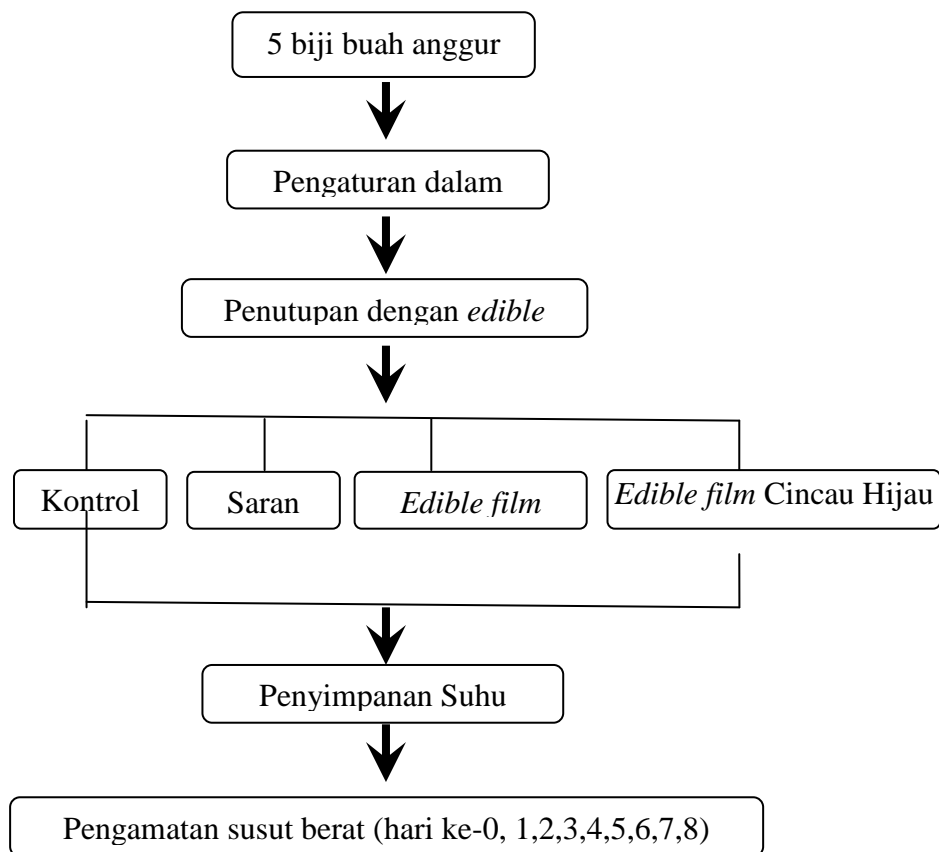 5 biji buah anggur
Pengaturan dalam
Penutupan dengan edible
Kontrol
Saran
Edible film
Edible film Cincau Hijau
Penyimpanan Suhu
Pengamatan susut berat (hari ke-0, 1,2,3,4,5,6,7,8)